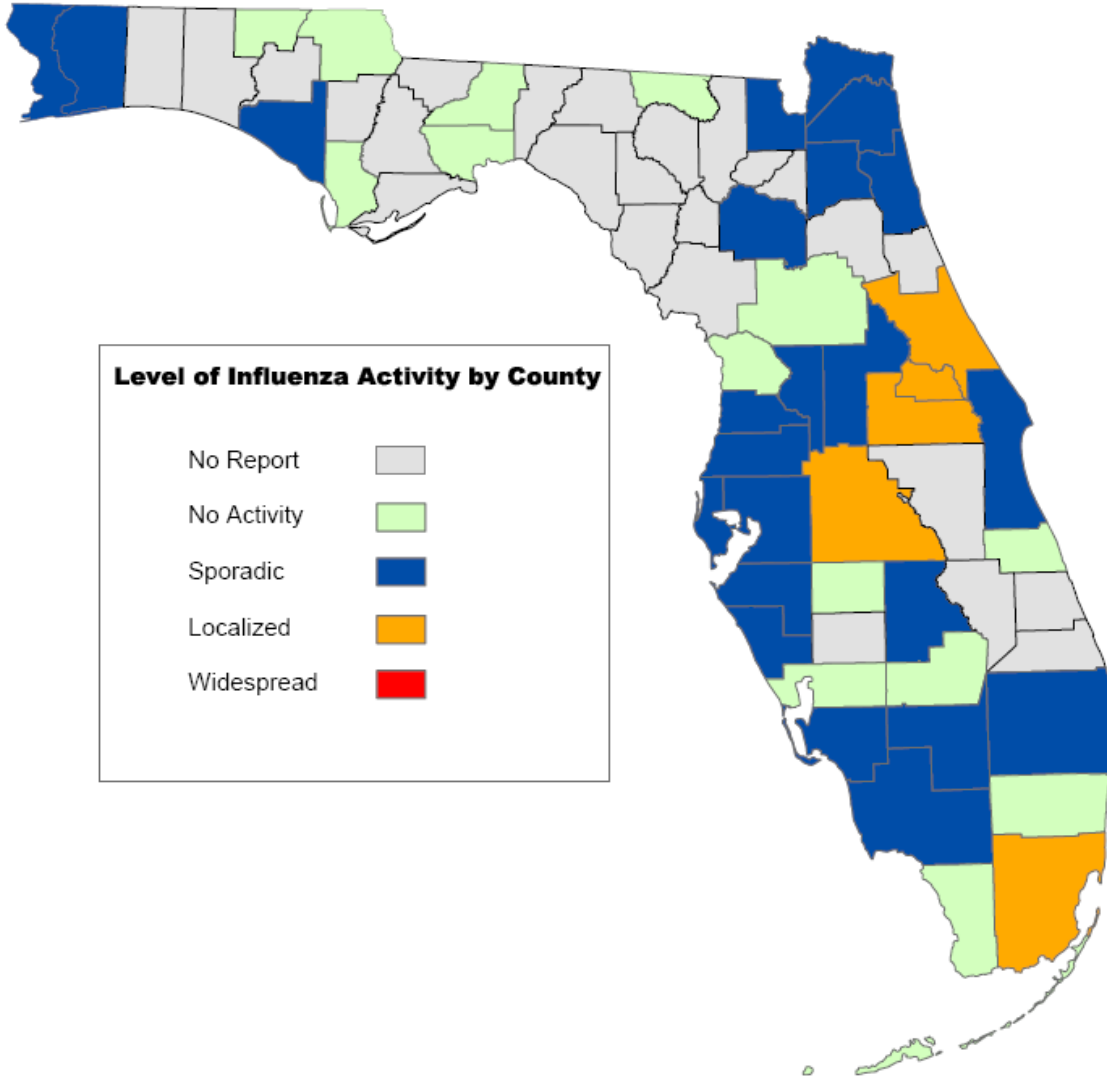 Level of Influenza Activity by County
No Report
No Activity
Sporadic
Localized
Widespread